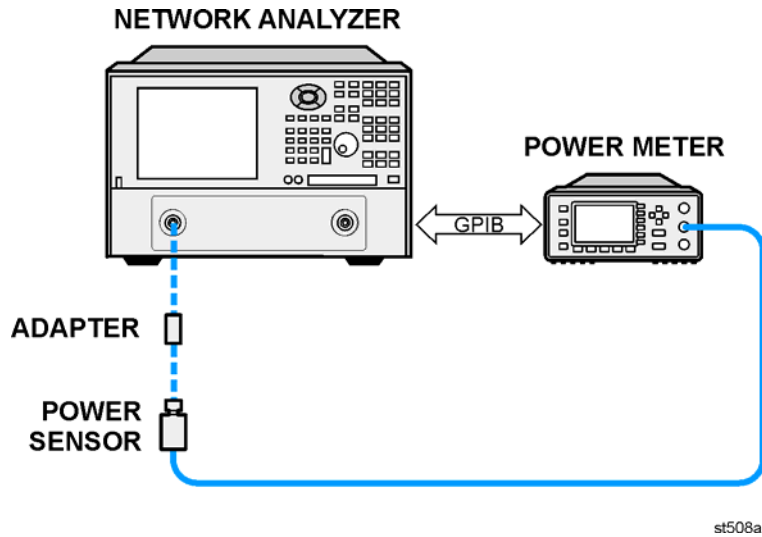 NETWORK ANALYZER
POWER METER
GPIB
ADAPTER
POWER
SENSOR
st508a